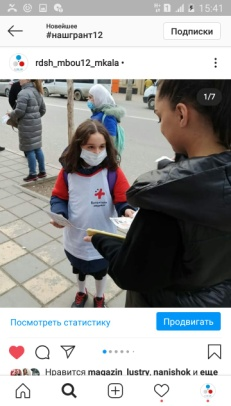 15:41
Новейшее
#нашгрант12
Подписки
rdsh_mbou12_mkala •
1/7
Посмотреть статистику
Продвигать
Нравится magazin_lustry, nanishok и еще